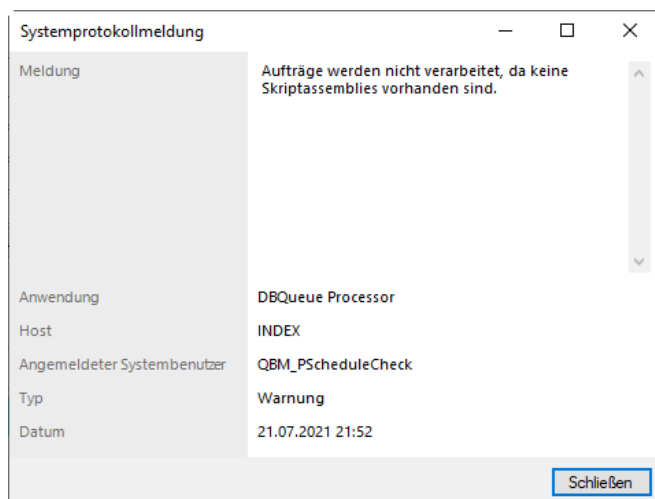 Systemprotokollmeldung
Meldung
Aufträge werden nicht verarbeitet, da keine
Skriptassemblies vorhanden sind.
Anwendung
DBQueue Processor
Host
INDEX
Angemeldeter Systembenutzer
QBM_PScheduleCheck
Typ
Warnung
Datum
21.07.2021 21:52
Schließen